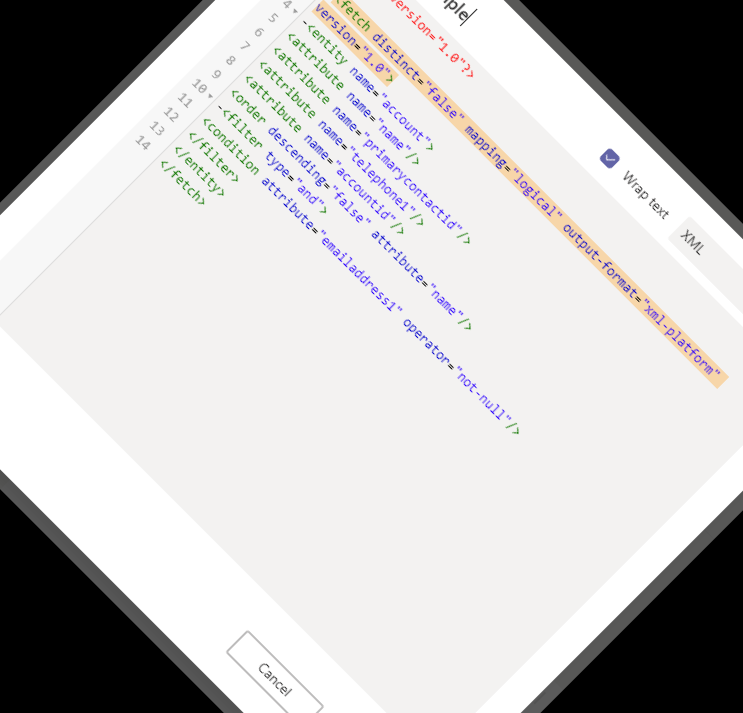 ple
Wrap text
XML
version="1.0"?>
<fetch distinct="false" mapping="logical" output-format="xml-platform"
version="1.0">
4 -<entity name="account">
5 <attribute name="name"/>
6 <attribute name="primarycontactid"/>
7 <attribute name="telephone1"/>
8 <attribute name="accountid"/>
9 <order descending="false" attribute="name"/>
10 -<filter type="and">
11 <condition attribute="emailaddress1" operator="not-null"/>
12 </filter>
13 </entity>
14 </fetch>
Cancel